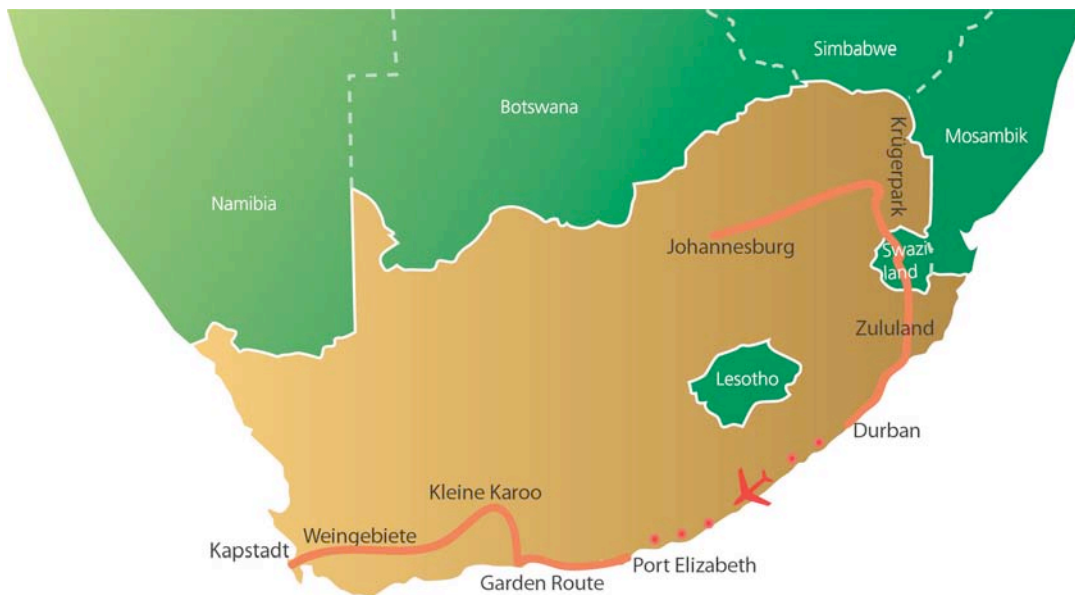 Simbabwe
Botswana
Mosambik
Krügerpark
Namibia
Johannesburg
Swazi
land
Zululand
Lesotho
Durban
Kleine Karoo
Weingebiete
Kapstadt
Port Elizabeth
Garden Route